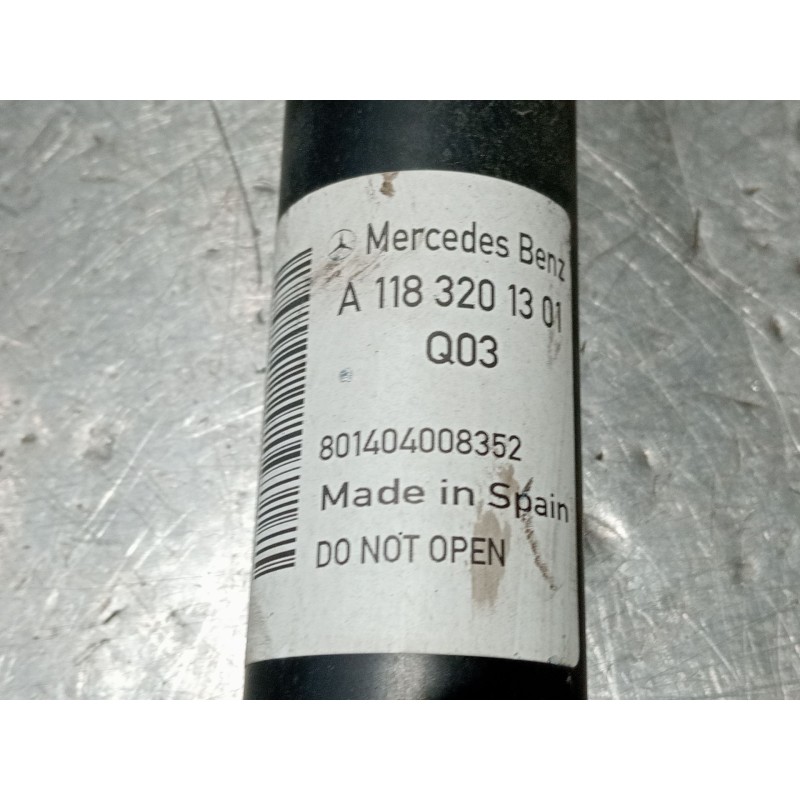 Mercedes Benz
A 118 320 13 01
Q03
801404008352
Made in Spain
DO NOT OPEN